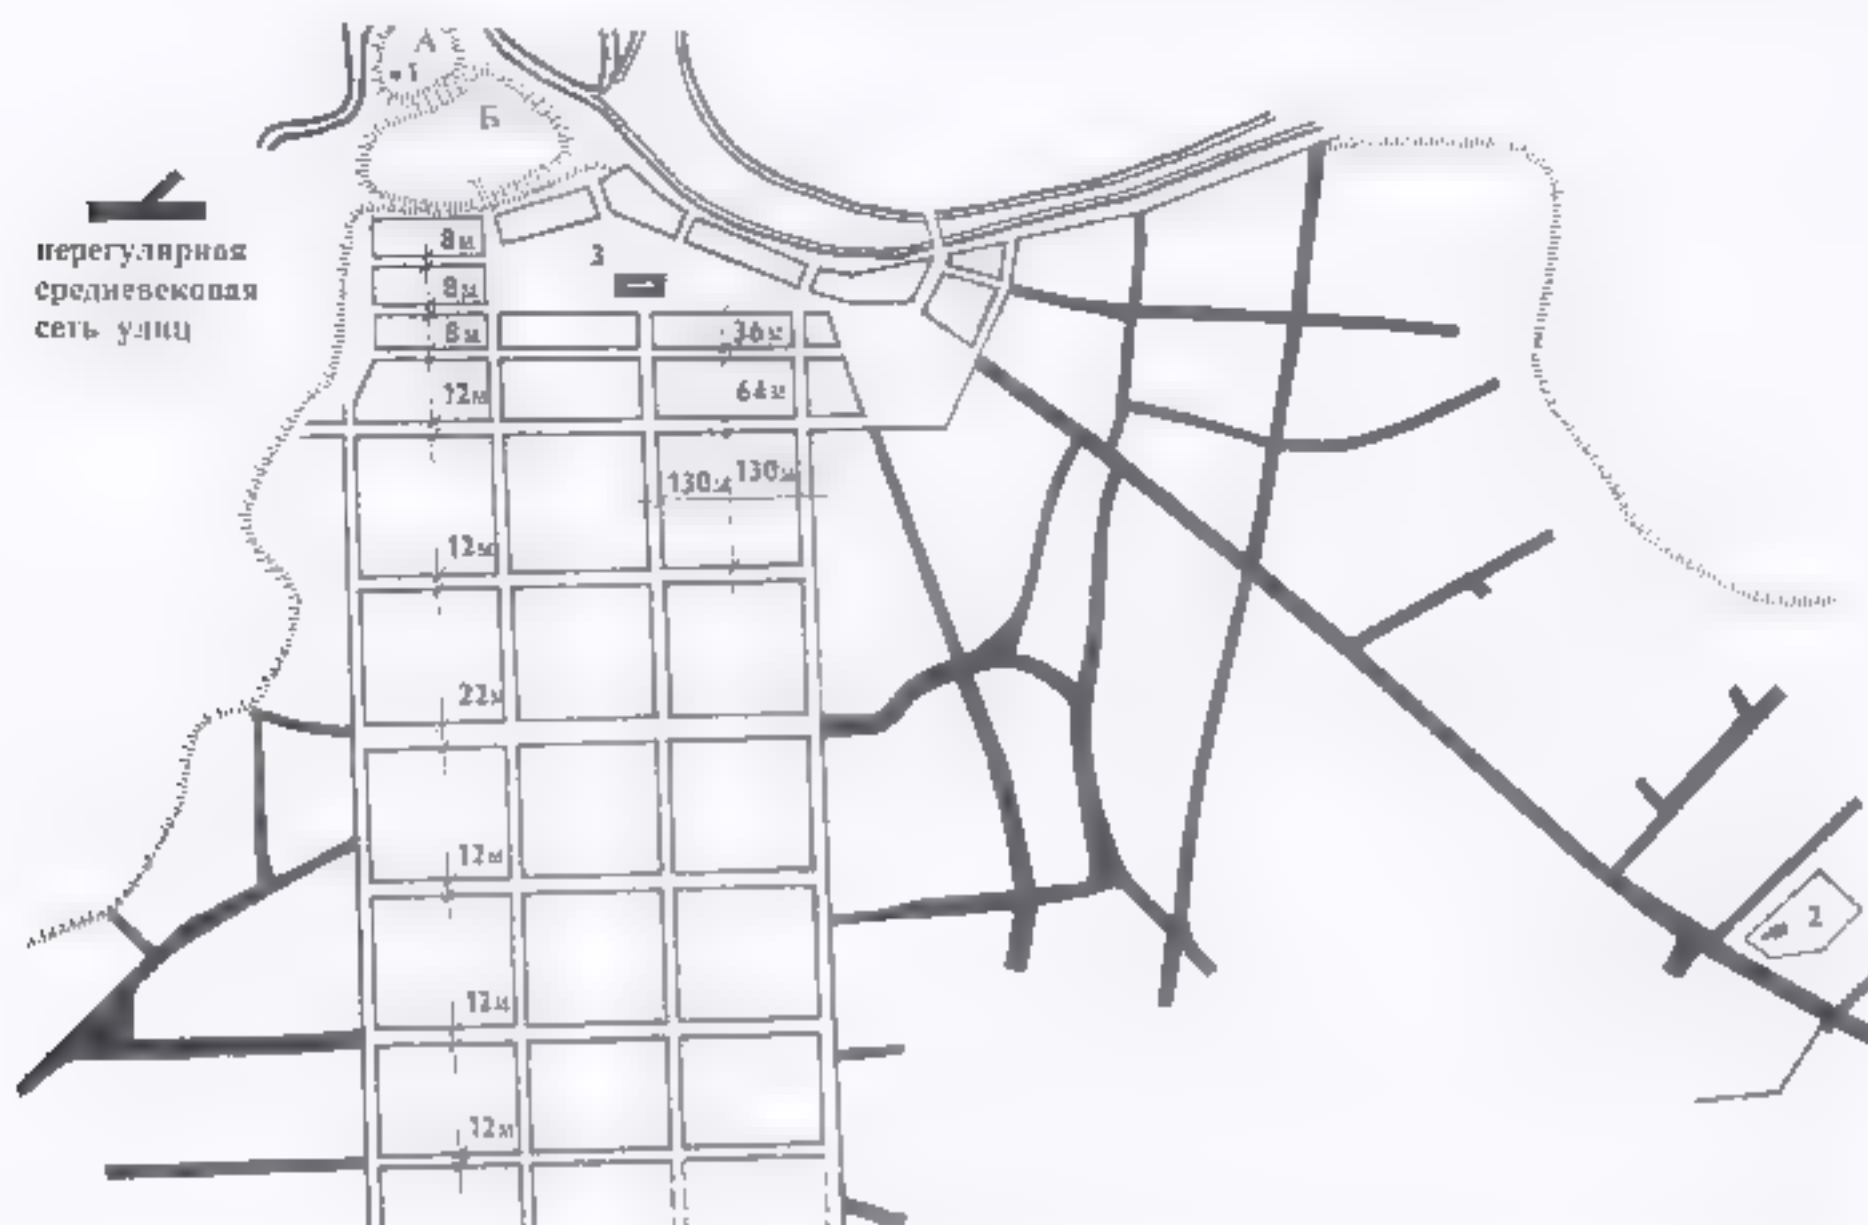 А
1
Б
нерегулярная
средневековая
сеть улиц
8м
3
8м
8м
36м
12м
64м
130м
130м
12м
22м
12м
2
12м
12м